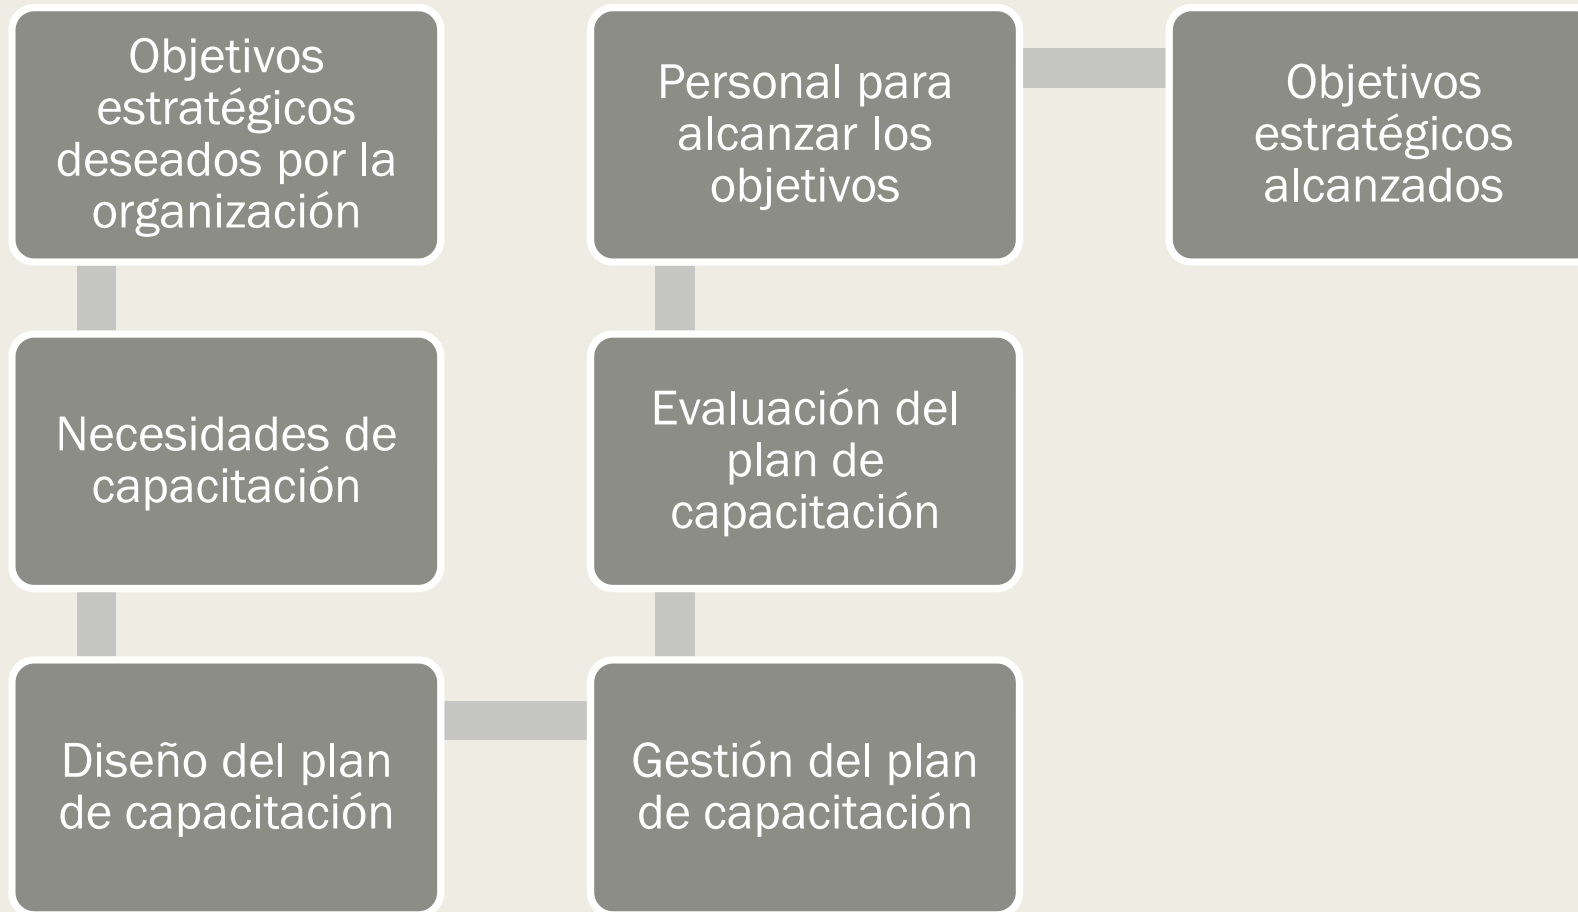 Objetivos
estratégicos
deseados por la
organización
Necesidades de
capacitación
Diseño del plan
de capacitación
Gestión del plan
de capacitación
Evaluación del
plan de
capacitación
Personal para
alcanzar los
objetivos
Objetivos
estratégicos
alcanzados